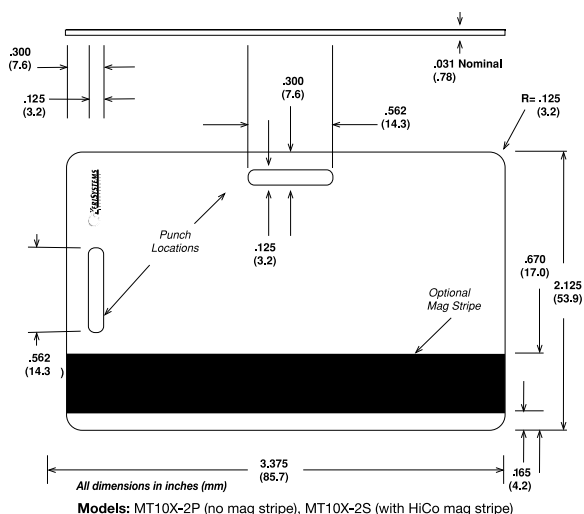 .300
(7.6)
.125
(3.2)
.031 Nominal
(.78)
.300
(7.6)
.562
(14.3)
R= .125
(3.2)
XERISYSTEMS
Punch
Locations
.125
(3.2)
.670
(17.0)
2.125
(53.9)
Optional
Mag Stripe
.562
(14.3 )
3.375
(85.7)
.165
(4.2)
All dimensions in inches (mm)
Models: MT10X-2P (no mag stripe), MT10X-2S (with HiCo mag stripe)